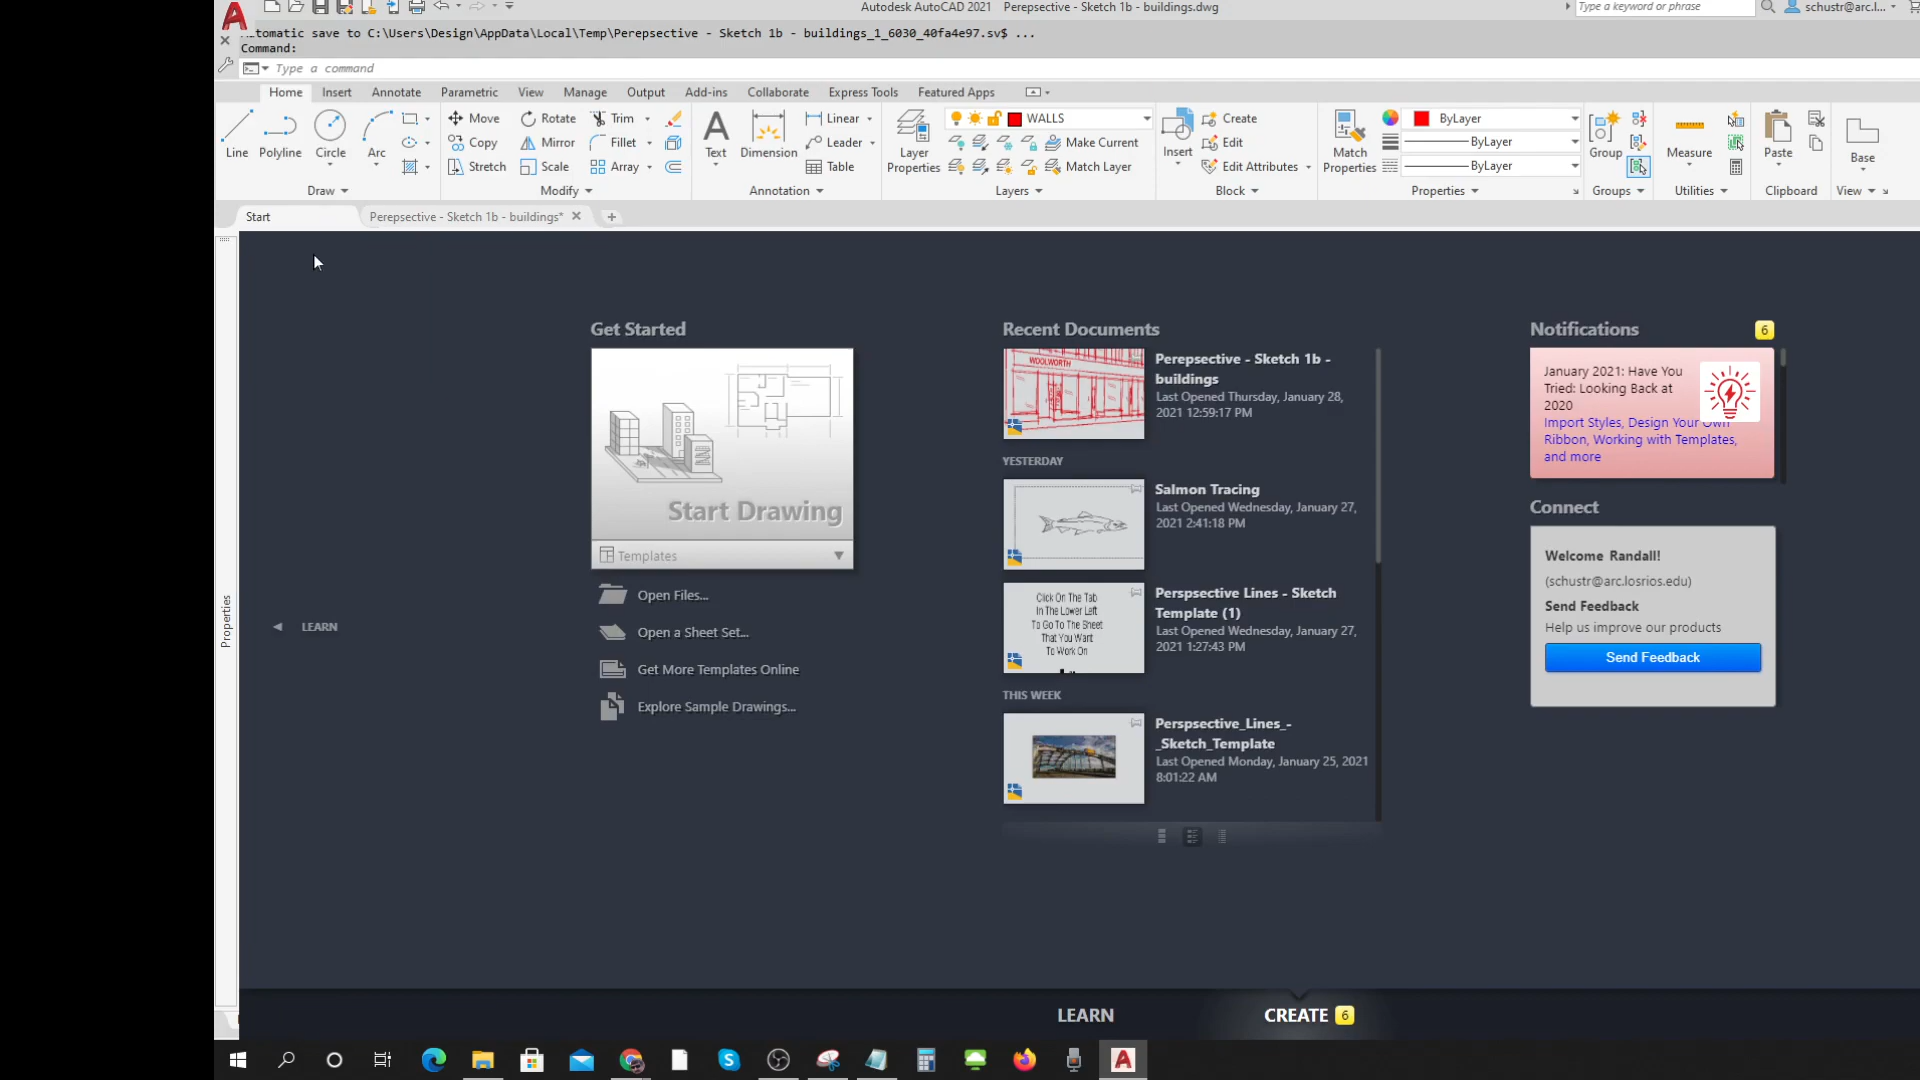 Autodesk AutoCAD 2021 Perepsective - Sketch 1b - buildings.dwg
Type a keyword or phrase
schustr@arc.l...
Automatic save to C:\Users\Design\AppData\Local\Temp\Perepsective - Sketch 1b - buildings_1_6030_40fa4e97.sv$ ...
Command:
Type a command
Home Insert Annotate Parametric View Manage Output Add-ins Collaborate Express Tools Featured Apps
Line Polyline Circle Arc
Draw
Move Rotate Trim
Copy Mirror Fillet
Stretch Scale Array
Modify
Text Dimension
Linear
Leader
Table
Annotation
Layer
Properties
WALLS
Make Current
Match Layer
Layers
Insert
Create
Edit
Edit Attributes
Block
Match
Properties
ByLayer
ByLayer
ByLayer
Properties
Group
Groups
Measure
Utilities
Paste
Clipboard
Base
View
Start Perepsective - Sketch 1b - buildings*
Properties
LEARN
Get Started
Start Drawing
Templates
Open Files...
Open a Sheet Set...
Get More Templates Online
Explore Sample Drawings...
Recent Documents
WOOLWORTH
Perepsective - Sketch 1b -
buildings
Last Opened Thursday, January 28,
2021 12:59:17 PM
YESTERDAY
Salmon Tracing
Last Opened Wednesday, January 27,
2021 2:41:18 PM
Click On The Tab
In The Lower Left
To Go To The Sheet
That You Want
To Work On
Perspsective Lines - Sketch
Template (1)
Last Opened Wednesday, January 27,
2021 1:27:43 PM
THIS WEEK
Perspsective_Lines_-
_Sketch_Template
Last Opened Monday, January 25, 2021
8:01:22 AM
Notifications 6
January 2021: Have You
Tried: Looking Back at
2020
Import Styles, Design Your Own
Ribbon, Working with Templates,
and more
Connect
Welcome Randall!
(schustr@arc.losrios.edu)
Send Feedback
Help us improve our products
Send Feedback
LEARN CREATE 6